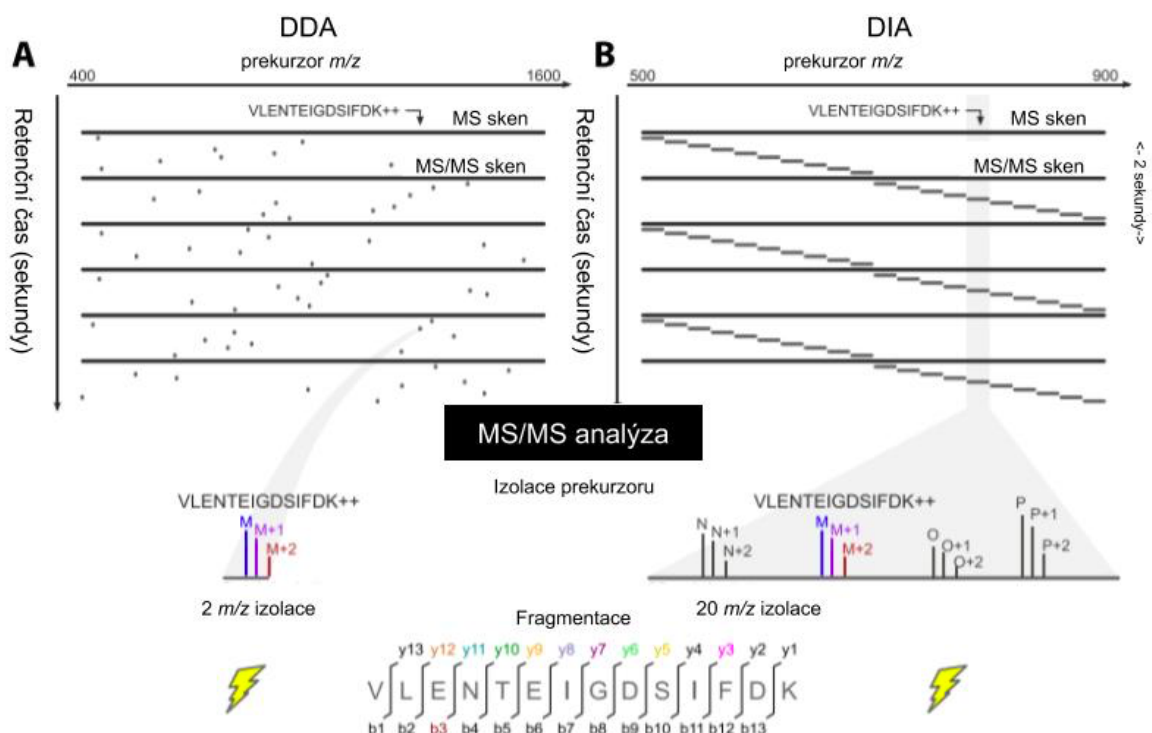 DDA
A
prekurzor m/z
400
1600
VLENTEIGDSIFDK++
MS sken
MS/MS sken
Retenční čas (sekundy)
DIA
B
prekurzor m/z
500
900
VLENTEIGDSIFDK++
MS sken
MS/MS sken
Retenční čas (sekundy)
<- 2 sekundy->
MS/MS analýza
Izolace prekurzoru
VLENTEIGDSIFDK++
M
M+1
M+2
2 m/z izolace
VLENTEIGDSIFDK++
N
N+1
N+2
M
M+1
M+2
O
O+1
O+2
P
P+1
P+2
20 m/z izolace
Fragmentace
y13 y12 y11 y10 y9 y8 y7 y6 y5 y4 y3 y2 y1
V L E N T E I G D S I F D K
b1 b2 b3 b4 b5 b6 b7 b8 b9 b10 b11 b12 b13